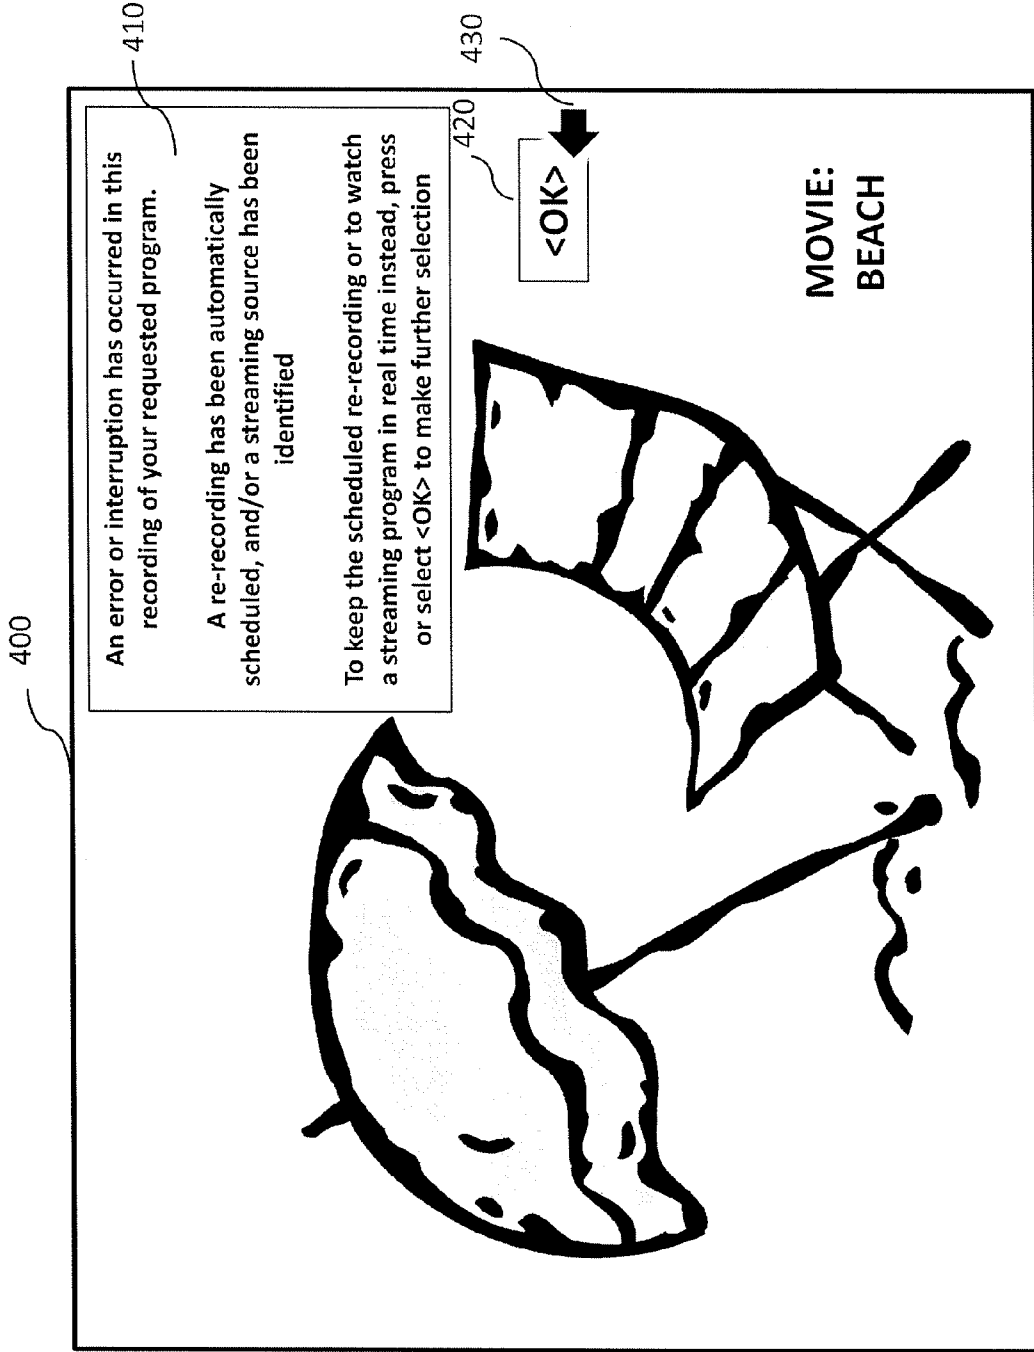 400
410
An error or interruption has occurred in this
recording of your requested program.
A re-recording has been automatically
scheduled, and/or a streaming source has been
identified
To keep the scheduled re-recording or to watch
a streaming program in real time instead, press
or select <OK> to make further selection
420
430
<OK>
MOVIE:
BEACH